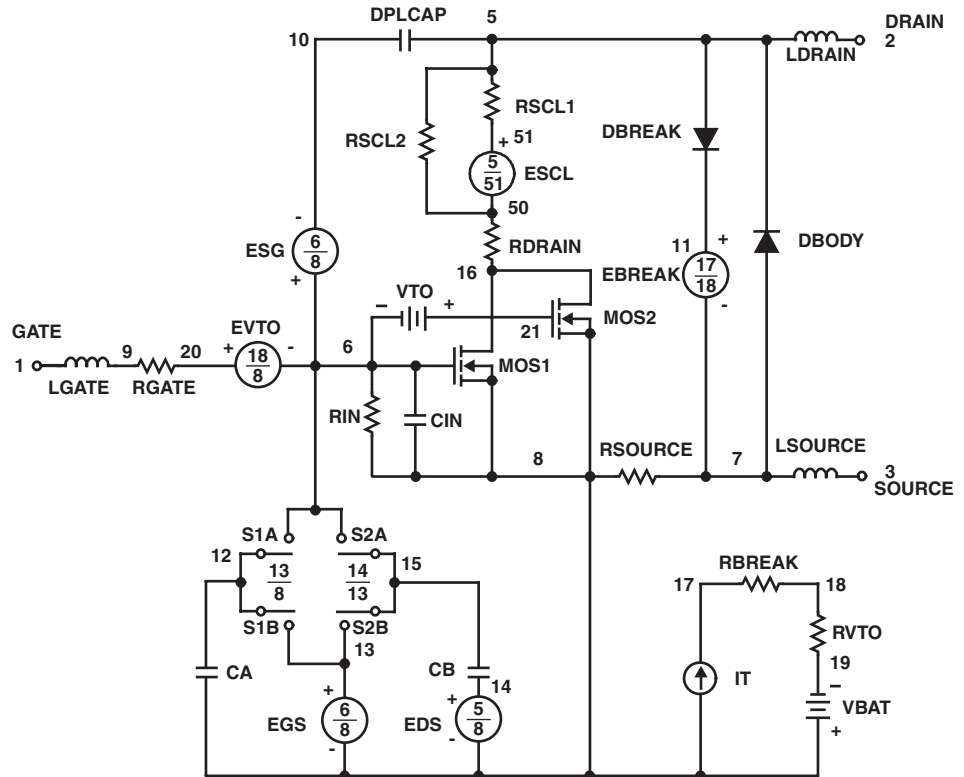 DPLCAP 5 DRAIN
10 2
LDRAIN
RSCL1
RSCL2 + 51 DBREAK
5
51 ESCL
50
- RDRAIN 11 + DBODY
ESG 6
8 16 EBREAK 17
18
+ - VTO + -
21 MOS2
GATE EVTO
1 9 20 + 18
8 - 6 MOS1
LGATE RGATE
RIN CIN
8 RSOURCE 7 LSOURCE
3
SOURCE
S1A S2A
12 13
8 14
13 15
S1B S2B
13
RBREAK
17 18
RVTO
19
CA CB IT - VBAT +
+ + 14
EGS 6
8 EDS 5
8
- -